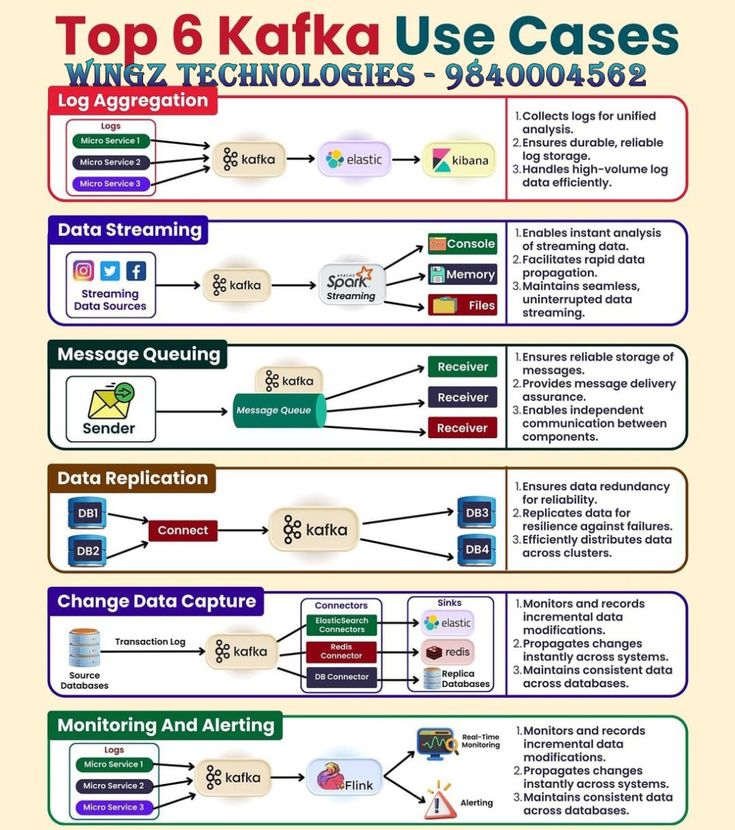 Top 6 Kafka Use Cases
WINGZ TECHNOLOGIES - 9840004562
Log Aggregation
Logs
Micro Service 1
Micro Service 2
Micro Service 3
kafka
elastic
kibana
1. Collects logs for unified
analysis.
2. Ensures durable, reliable
log storage.
3. Handles high-volume log
data efficiently.
Data Streaming
Streaming
Data Sources
kafka
APACHE
Spark
Streaming
Console
Memory
Files
1. Enables instant analysis
of streaming data.
2. Facilitates rapid data
propagation.
3. Maintains seamless,
uninterrupted data
streaming.
Message Queuing
Sender
kafka
Message Queue
Receiver
Receiver
Receiver
1. Ensures reliable storage of
messages.
2. Provides message delivery
assurance.
3. Enables independent
communication between
components.
Data Replication
DB1
DB2
Connect
kafka
DB3
DB4
1. Ensures data redundancy
for reliability.
2. Replicates data for
resilience against failures.
3. Efficiently distributes data
across clusters.
Change Data Capture
Source
Databases
Transaction Log
kafka
Connectors
ElasticSearch
Connectors
Redis
Connector
DB Connector
Sinks
elastic
redis
Replica
Databases
1. Monitors and records
incremental data
modifications.
2. Propagates changes
instantly across systems.
3. Maintains consistent data
across databases.
Monitoring And Alerting
Logs
Micro Service 1
Micro Service 2
Micro Service 3
kafka
Flink
Real-Time
Monitoring
Alerting
1. Monitors and records
incremental data
modifications.
2. Propagates changes
instantly across systems.
3. Maintains consistent data
across databases.